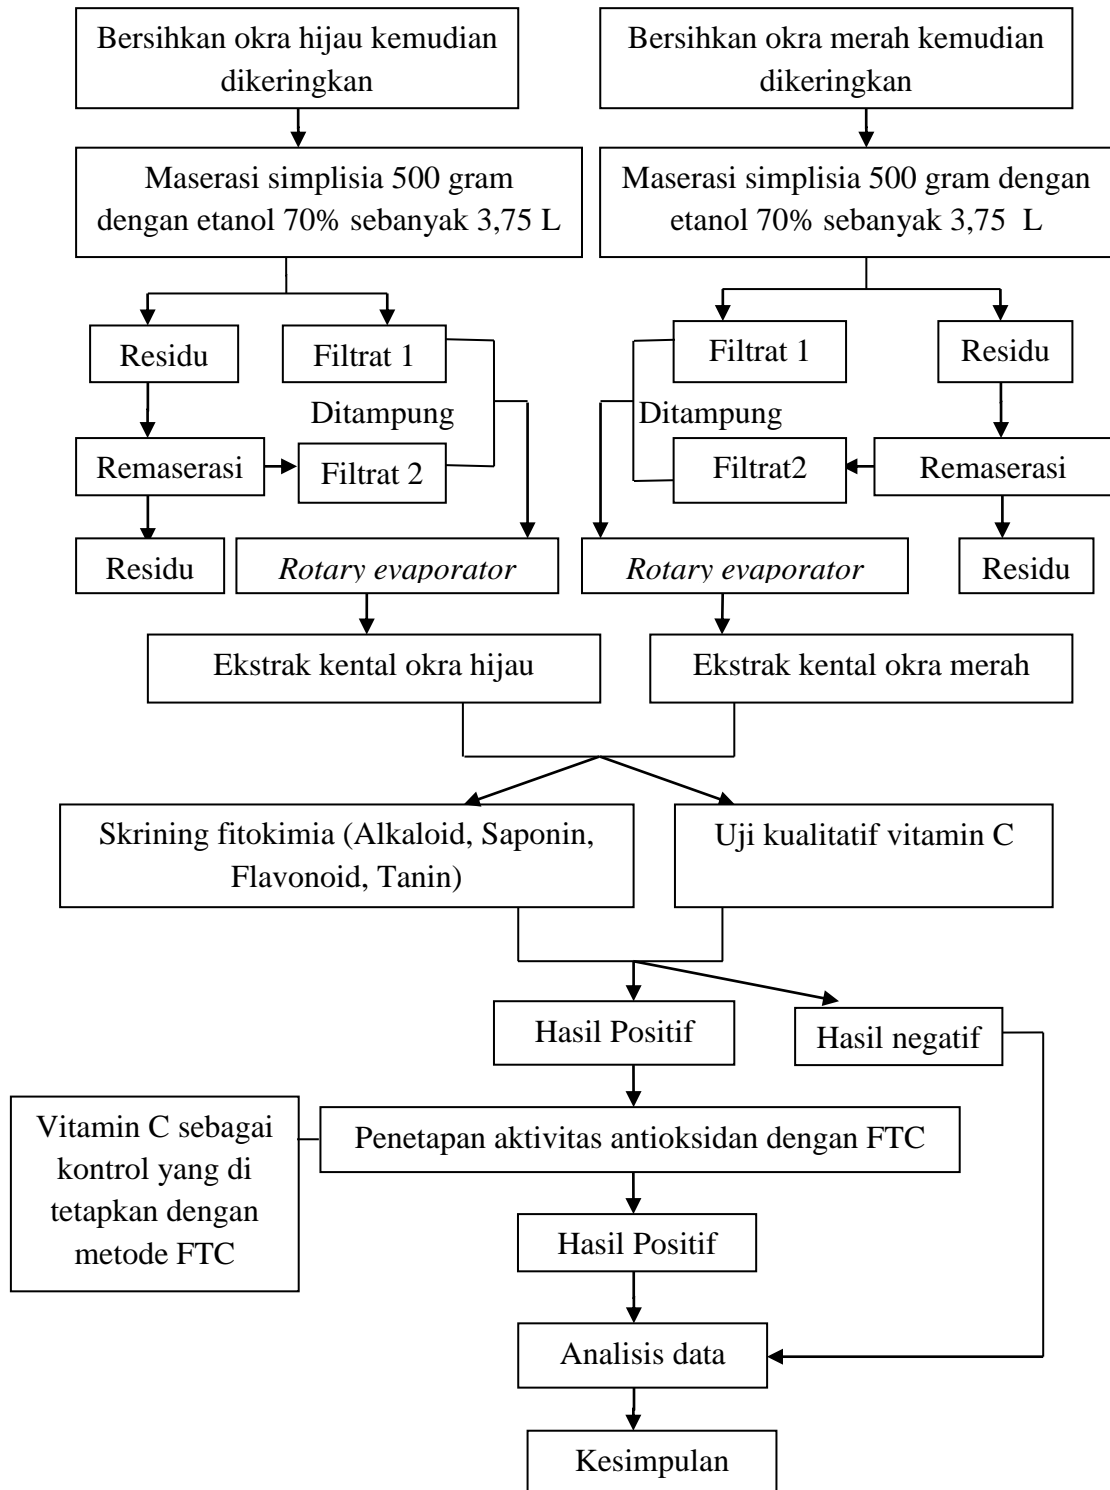 Bersihkan okra hijau kemudian
dikeringkan
Bersihkan okra merah kemudian
dikeringkan
Maserasi simplisia 500 gram
dengan etanol 70% sebanyak 3,75 L
Maserasi simplisia 500 gram dengan
etanol 70% sebanyak 3,75 L
Residu
Filtrat 1
Filtrat 1
Residu
Ditampung
Ditampung
Remaserasi
Filtrat 2
Filtrat2
Remaserasi
Residu
Rotary evaporator
Rotary evaporator
Residu
Ekstrak kental okra hijau
Ekstrak kental okra merah
Skrining fitokimia (Alkaloid, Saponin,
Flavonoid, Tanin)
Uji kualitatif vitamin C
Hasil Positif
Hasil negatif
Vitamin C sebagai
kontrol yang di
tetapkan dengan
metode FTC
Penetapan aktivitas antioksidan dengan FTC
Hasil Positif
Analisis data
Kesimpulan